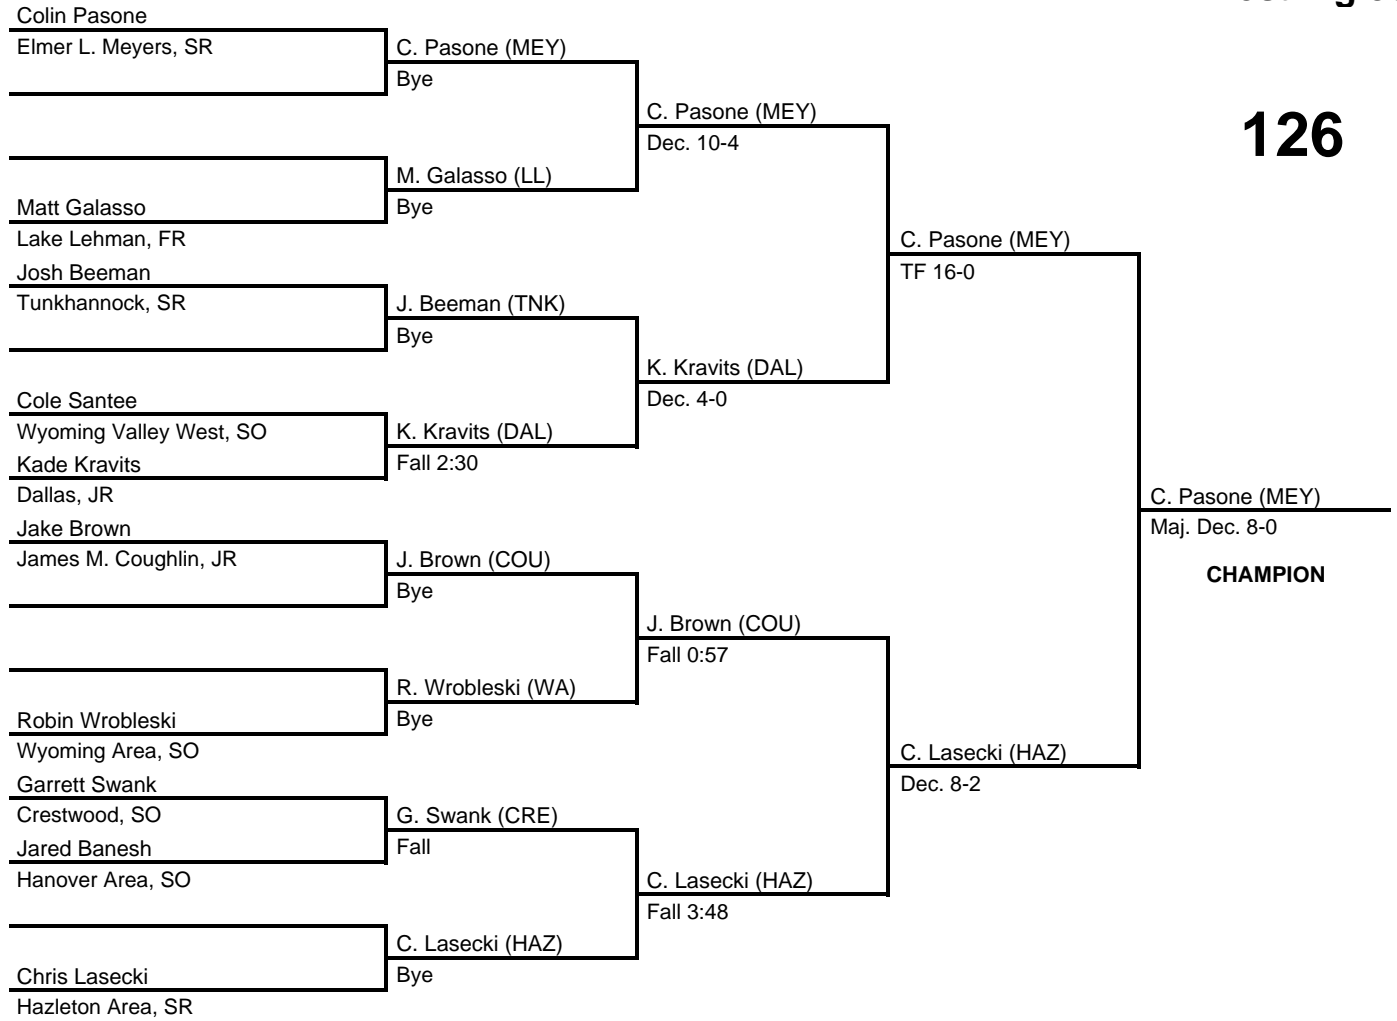 Colin Pasone
Elmer L. Meyers, SR
C. Pasone (MEY)
Bye
C. Pasone (MEY)
Dec. 10-4
126
M. Galasso (LL)
Bye
Matt Galasso
Lake Lehman, FR
C. Pasone (MEY)
TF 16-0
Josh Beeman
Tunkhannock, SR
J. Beeman (TNK)
Bye
K. Kravits (DAL)
Dec. 4-0
Cole Santee
Wyoming Valley West, SO
K. Kravits (DAL)
Fall 2:30
Kade Kravits
Dallas, JR
C. Pasone (MEY)
Maj. Dec. 8-0
CHAMPION
Jake Brown
James M. Coughlin, JR
J. Brown (COU)
Bye
J. Brown (COU)
Fall 0:57
R. Wrobleski (WA)
Bye
Robin Wrobleski
Wyoming Area, SO
C. Lasecki (HAZ)
Dec. 8-2
Garrett Swank
Crestwood, SO
G. Swank (CRE)
Fall
Jared Banesh
Hanover Area, SO
C. Lasecki (HAZ)
Fall 3:48
C. Lasecki (HAZ)
Bye
Chris Lasecki
Hazleton Area, SR